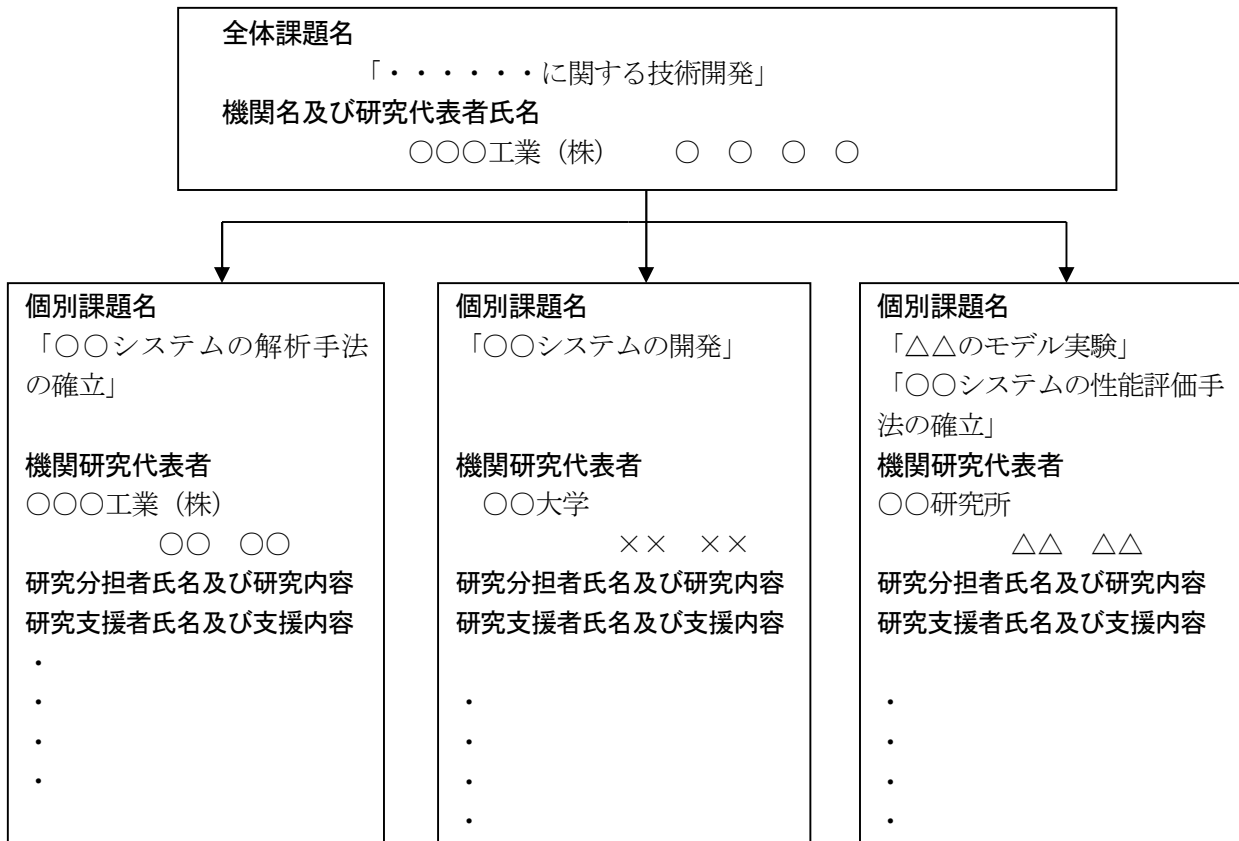 全体課題名
「・・・・・・に関する技術開発」
機関名及び研究代表者氏名
○○○工業（株）　　○　○　○　○
個別課題名
「○○システムの解析手法
の確立」
機関研究代表者
○○○工業（株）
○○　○○
研究分担者氏名及び研究内容
研究支援者氏名及び支援内容
・
・
・
・
個別課題名
「○○システムの開発」
機関研究代表者
○○大学
××　××
研究分担者氏名及び研究内容
研究支援者氏名及び支援内容
・
・
・
・
個別課題名
「△△のモデル実験」
「○○システムの性能評価手
法の確立」
機関研究代表者
○○研究所
△△　△△
研究分担者氏名及び研究内容
研究支援者氏名及び支援内容
・
・
・
・